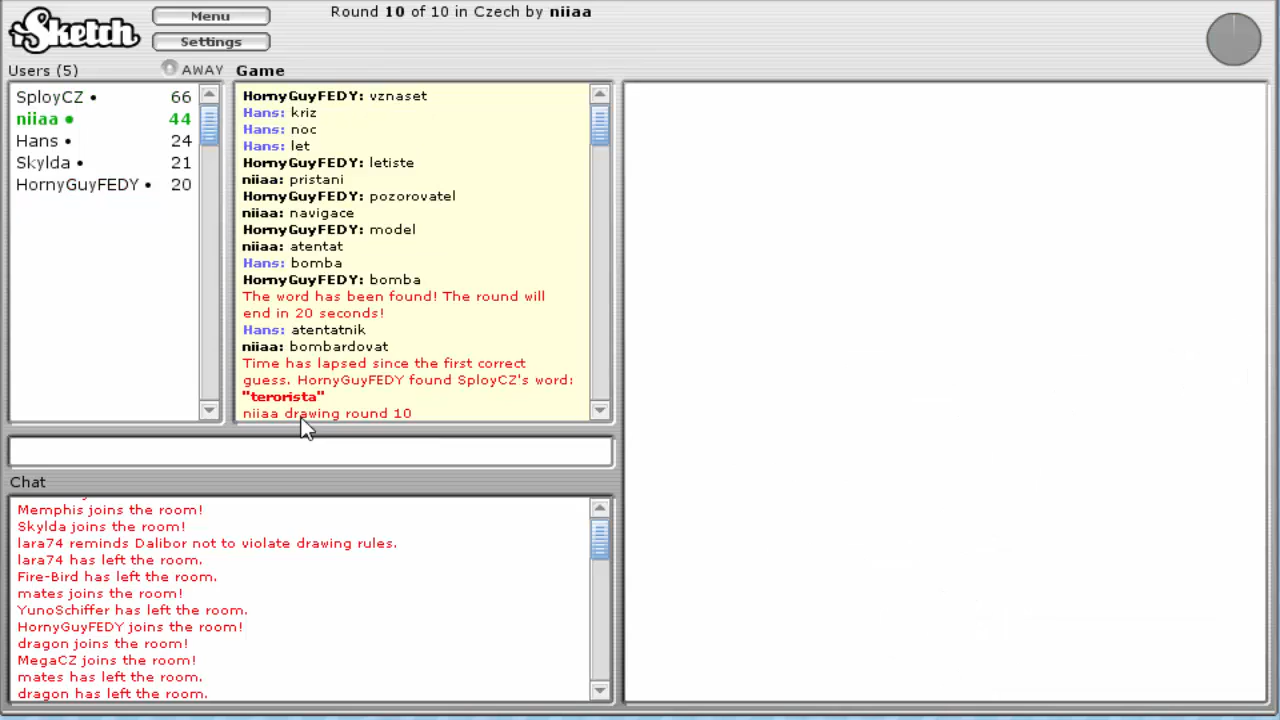 iSketch
Menu
Settings
Round 10 of 10 in Czech by niiaa
Users (5)
AWAY
SployCZ • 66
niiaa • 44
Hans • 24
Skylda • 21
HornyGuyFEDY • 20
Game
HornyGuyFEDY: vznaset
Hans: kriz
Hans: noc
Hans: let
HornyGuyFEDY: letiste
niiaa: pristani
HornyGuyFEDY: pozorovatel
niiaa: navigace
HornyGuyFEDY: model
niiaa: atentat
Hans: bomba
HornyGuyFEDY: bomba
The word has been found! The round will
end in 20 seconds!
Hans: atentatnik
niiaa: bombardovat
Time has lapsed since the first correct
guess. HornyGuyFEDY found SployCZ's word:
"terorista"
niiaa drawing round 10
Chat
Memphis joins the room!
Skylda joins the room!
lara74 reminds Dalibor not to violate drawing rules.
lara74 has left the room.
Fire-Bird has left the room.
mates joins the room!
YunoSchiffer has left the room.
HornyGuyFEDY joins the room!
dragon joins the room!
MegaCZ joins the room!
mates has left the room.
dragon has left the room.